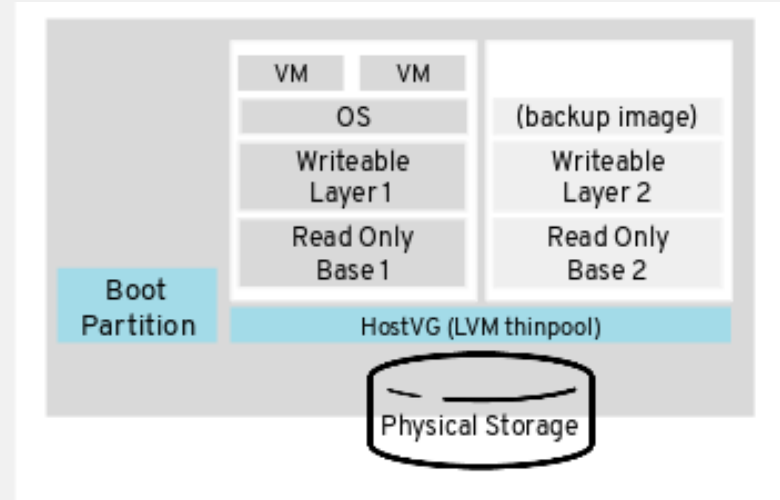 VM
VM
OS
Writeable
Layer 1
Read Only
Base 1
(backup image)
Writeable
Layer 2
Read Only
Base 2
Boot
Partition
HostVG (LVM thinpool)
Physical Storage